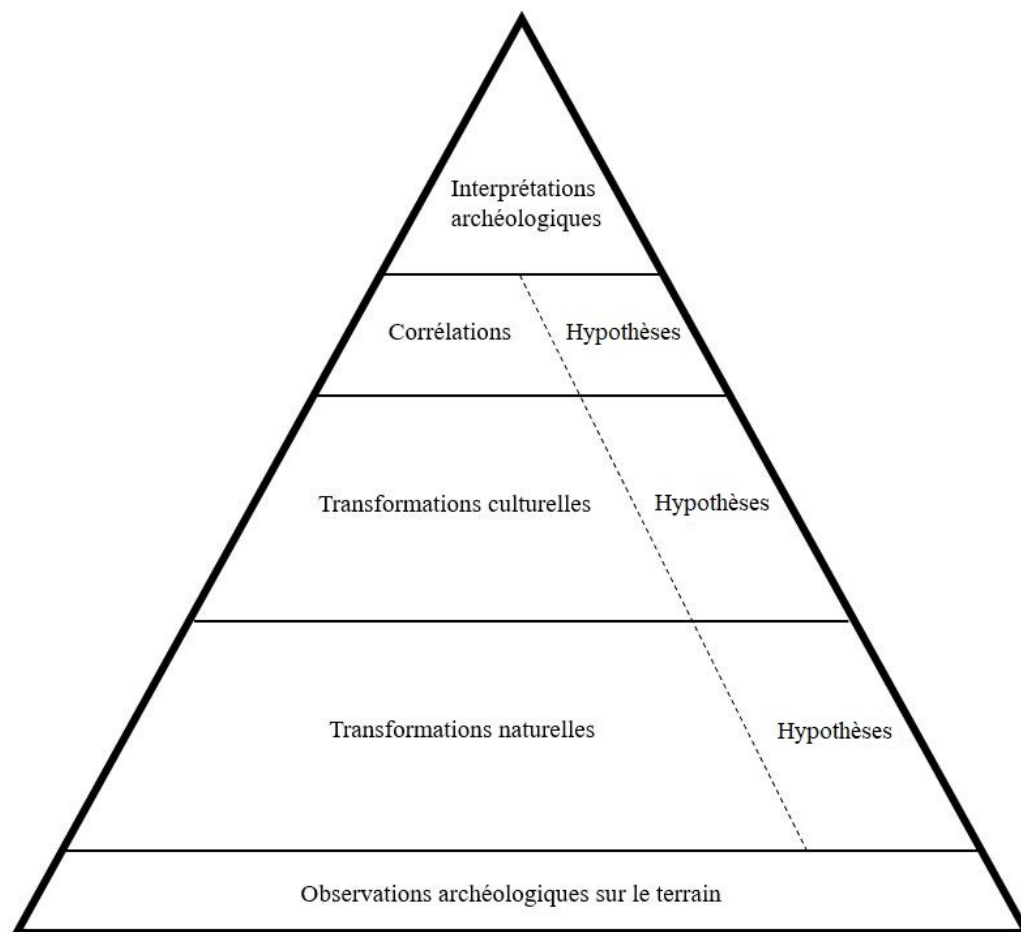 Interprétations
archéologiques
Corrélations
Hypothèses
Transformations culturelles
Hypothèses
Transformations naturelles
Hypothèses
Observations archéologiques sur le terrain